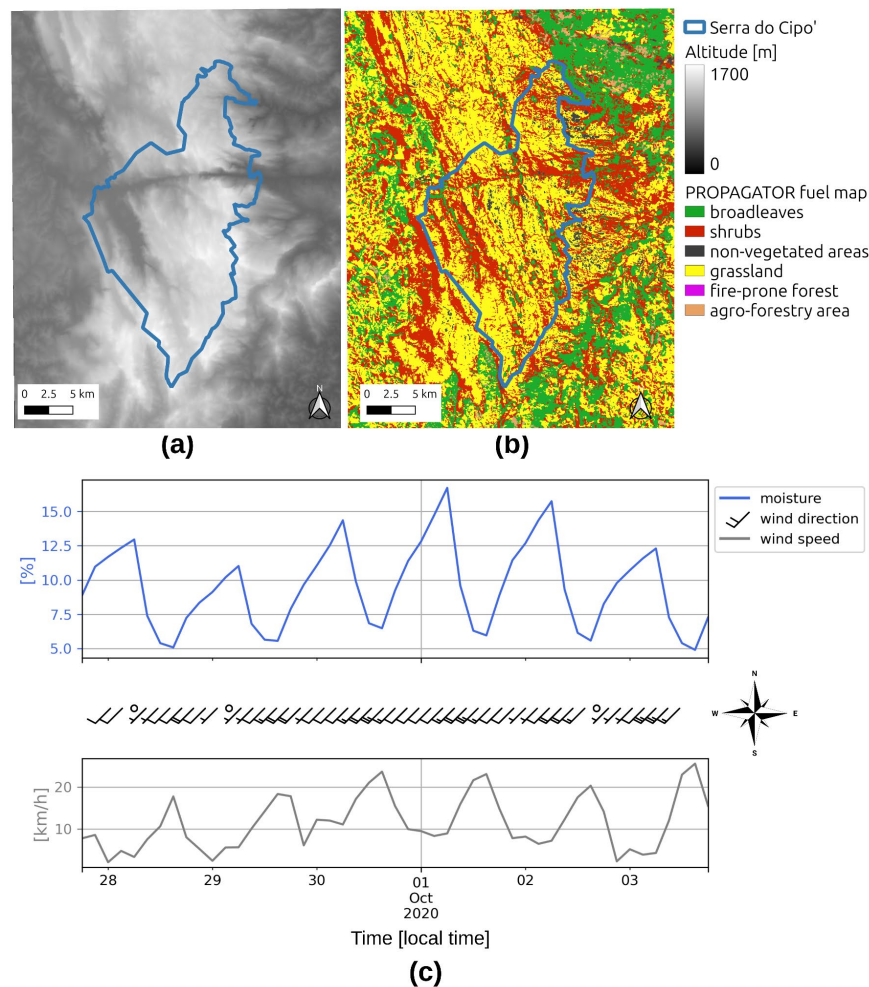 Serra do Cipo'
Altitude [m]
1700
0
PROPAGATOR fuel map
broadleaves
shrubs
non-vegetated areas
grassland
fire-prone forest
agro-forestry area
N
0 2.5 5 km
0 2.5 5 km
(a)
(b)
15.0
12.5
10.0
7.5
5.0
[%]
moisture
wind direction
wind speed
N
W
E
S
20
10
[km/h]
28
29
30
01
02
03
Oct
2020
Time [local time]
(c)